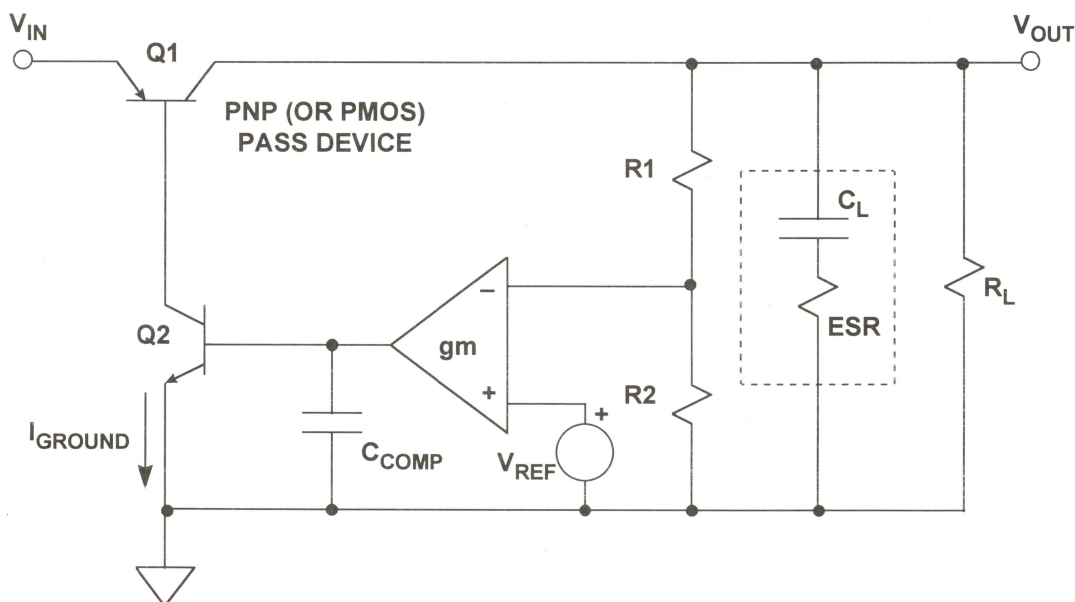 VIN
Q1
VOUT
PNP (OR PMOS)
PASS DEVICE
R1
CL
ESR
RL
Q2
gm
−
+
R2
IGROUND
CCOMP
VREF
+